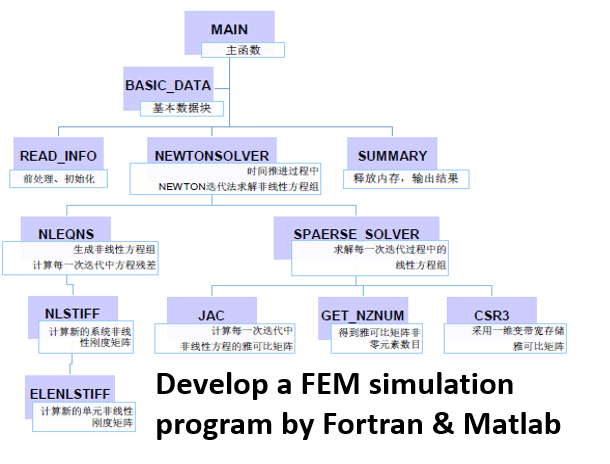 MAIN
主函数
BASIC_DATA
基本数据块
READ_INFO
前处理、初始化
NEWTONSOLVER
时间推进过程中
NEWTON迭代法求解非线性方程组
SUMMARY
释放内存，输出结果
NLEQNS
生成非线性方程组
计算每一次迭代中方程残差
SPAERSE_SOLVER
求解每一次迭代过程中的
线性方程组
NLSTIFF
计算新的系统非线
性刚度矩阵
JAC
计算每一次迭代中
非线性方程的雅可比矩阵
GET_NZNUM
得到雅可比矩阵非
零元素数目
CSR3
采用一维变带宽存储
雅可比矩阵
ELENLSTIFF
计算新的单元非线性
刚度矩阵
Develop a FEM simulation
program by Fortran & Matlab